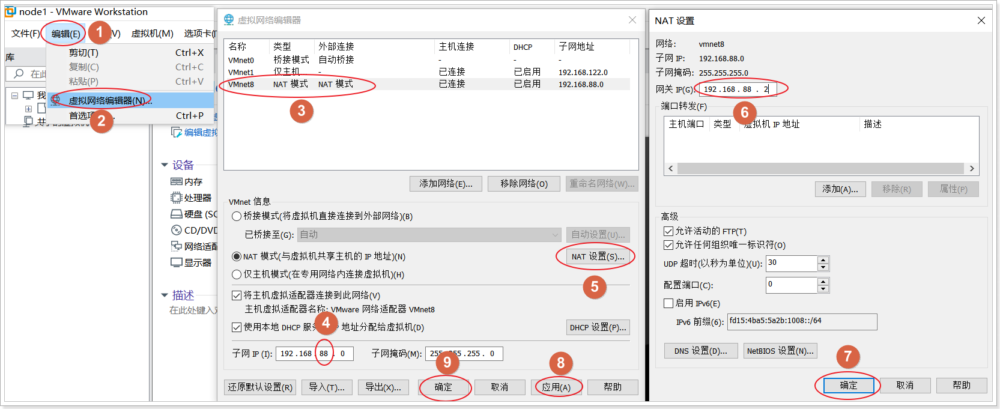 node1 - VMware Workstation
文件(F) 编辑(E) (V) 虚拟机(M) 选项卡(T
剪切(T) Ctrl+X
复制(C) Ctrl+C
粘贴(P) Ctrl+V
虚拟网络编辑器(N)...
首选项 Ctrl+P
库
在此
我
共享的虚拟机
编辑虚拟
设备
内存
处理器
硬盘 (SC
CD/DVD
网络适配
显示器
描述
在此处键入对
1
2
虚拟网络编辑器
名称 类型 外部连接 主机连接 DHCP 子网地址
VMnet0 桥接模式 自动桥接 - - -
VMnet1 仅主机... - 已连接 已启用 192.168.122.0
VMnet8 NAT 模式 NAT 模式 已连接 已启用 192.168.88.0
3
添加网络(E)... 移除网络(O) 重命名网络(W)...
VMnet 信息
桥接模式(将虚拟机直接连接到外部网络)(B)
已桥接至(G): 自动 自动设置(U)...
NAT 模式(与虚拟机共享主机的 IP 地址)(N) NAT 设置(S)...
仅主机模式(在专用网络内连接虚拟机)(H)
5
将主机虚拟适配器连接到此网络(V)
主机虚拟适配器名称: VMware 网络适配器 VMnet8
使用本地 DHCP 服务 地址分配给虚拟机(D) DHCP 设置(P)...
4
子网 IP (I): 192.168.88.0 子网掩码(M): 255.255.255.0
9
8
还原默认设置(R) 导入(T)... 导出(X)... 确定 取消 应用(A) 帮助
NAT 设置
网络: vmnet8
子网 IP: 192.168.88.0
子网掩码: 255.255.255.0
网关 IP(G): 192.168.88.2
6
端口转发(F)
主机端口 类型 虚拟机 IP 地址 描述
添加(A)... 移除(R) 属性(P)
高级
允许活动的 FTP(T)
允许任何组织唯一标识符(O)
UDP 超时(以秒为单位)(U): 30
配置端口(C): 0
启用 IPv6(E)
IPv6 前缀(6): fd15:4ba5:5a2b:1008::/64
DNS 设置(D)... NetBIOS 设置(N)...
7
确定 取消 帮助